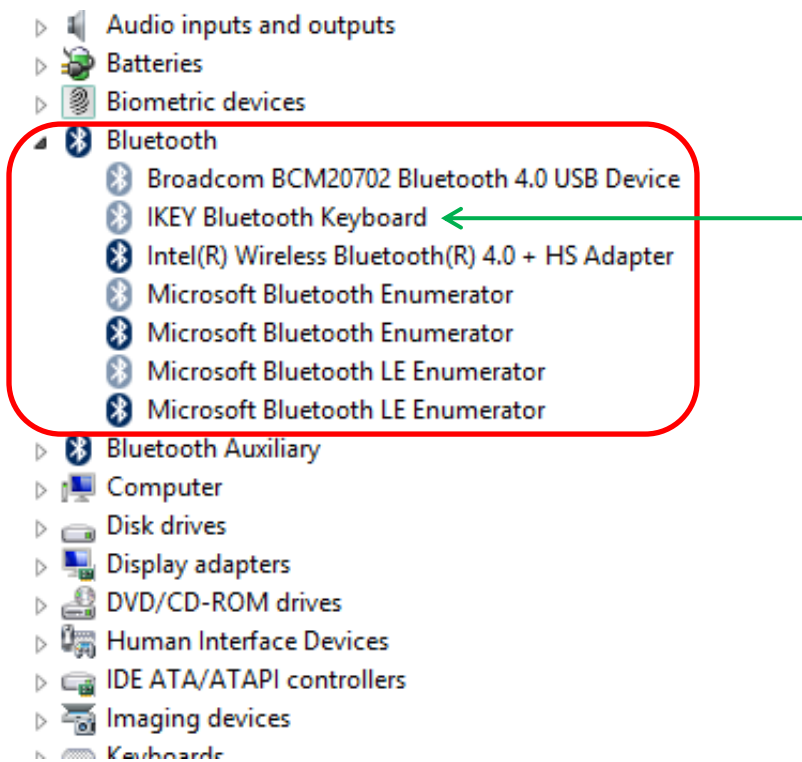 Audio inputs and outputs
Batteries
Biometric devices
Bluetooth
Broadcom BCM20702 Bluetooth 4.0 USB Device
IKEY Bluetooth Keyboard
Intel(R) Wireless Bluetooth(R) 4.0 + HS Adapter
Microsoft Bluetooth Enumerator
Microsoft Bluetooth Enumerator
Microsoft Bluetooth LE Enumerator
Microsoft Bluetooth LE Enumerator
Bluetooth Auxiliary
Computer
Disk drives
Display adapters
DVD/CD-ROM drives
Human Interface Devices
IDE ATA/ATAPI controllers
Imaging devices
Keyboards